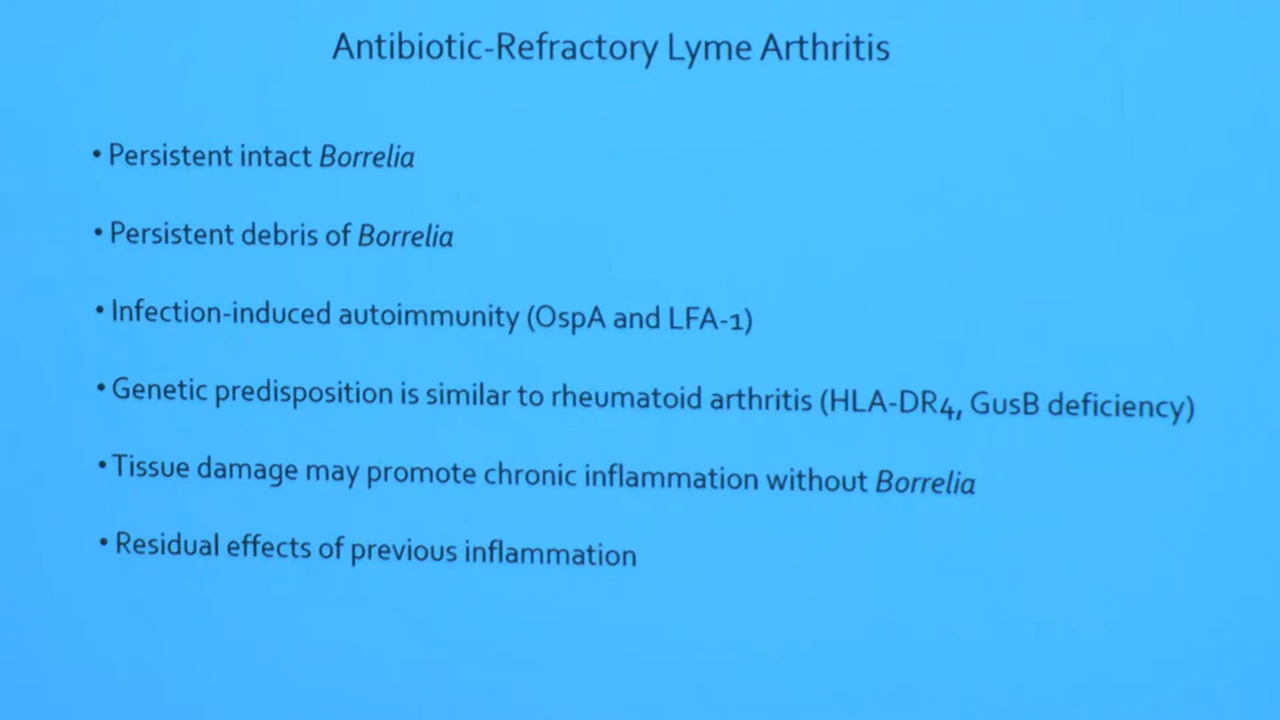 Antibiotic-Refractory Lyme Arthritis
• Persistent intact Borrelia
• Persistent debris of Borrelia
• Infection-induced autoimmunity (OspA and LFA-1)
• Genetic predisposition is similar to rheumatoid arthritis (HLA-DR4, GusB deficiency)
• Tissue damage may promote chronic inflammation without Borrelia
• Residual effects of previous inflammation